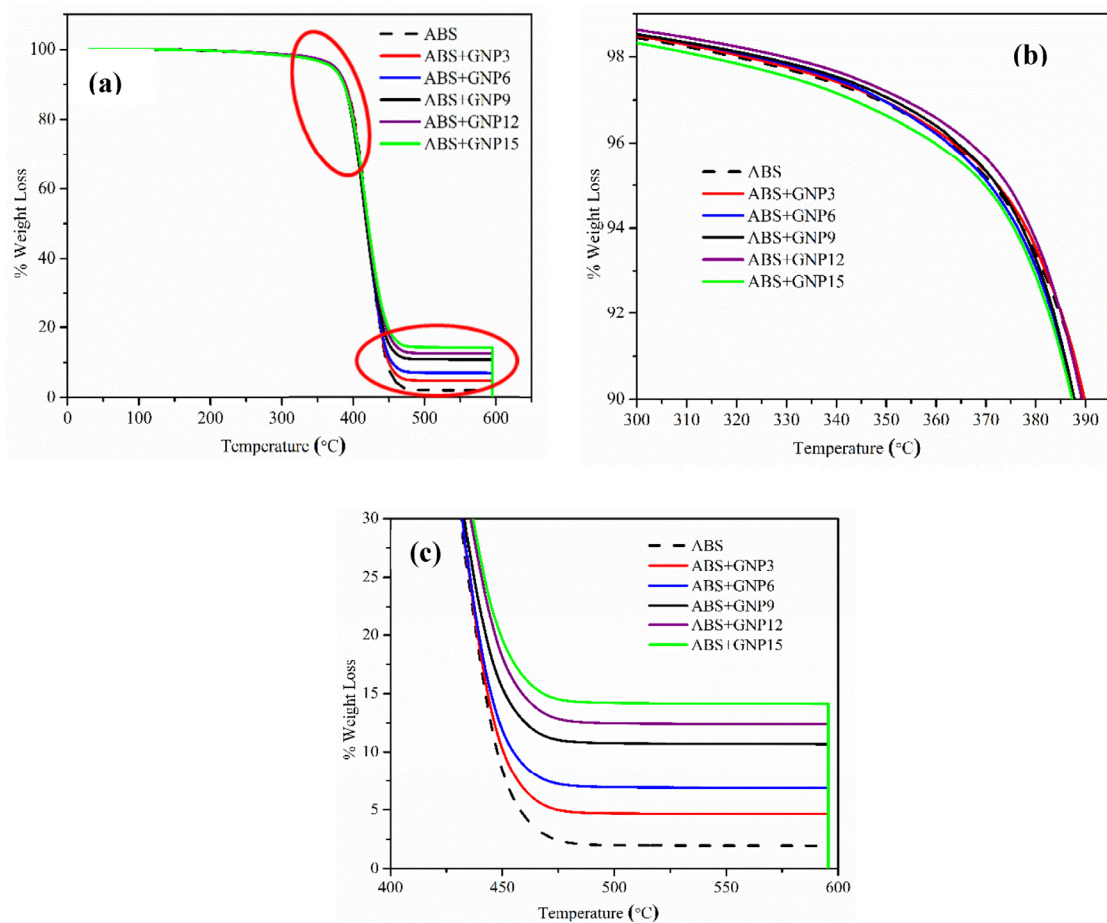 (a)
% Weight Loss
100
80
60
40
20
0
0
100
200
300
400
500
600
Temperature (°C)
ABS
ABS+GNP3
ABS+GNP6
ABS+GNP9
ABS+GNP12
ABS+GNP15
(b)
% Weight Loss
98
96
94
92
90
300
310
320
330
340
350
360
370
380
390
Temperature (°C)
ABS
ABS+GNP3
ABS+GNP6
ABS+GNP9
ABS+GNP12
ABS+GNP15
(c)
% Weight Loss
30
25
20
15
10
5
0
400
450
500
550
600
Temperature (°C)
ABS
ABS+GNP3
ABS+GNP6
ABS+GNP9
ABS+GNP12
ABS+GNP15